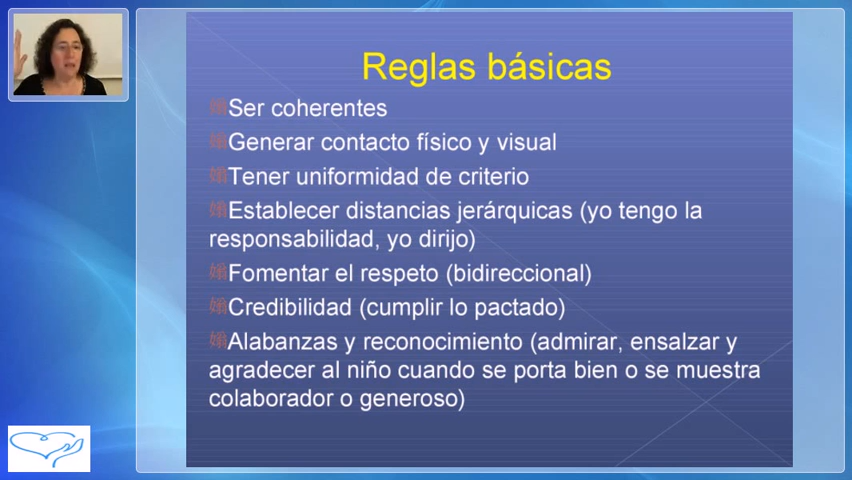 Reglas básicas
Ser coherentes
Generar contacto físico y visual
Tener uniformidad de criterio
Establecer distancias jerárquicas (yo tengo la
responsabilidad, yo dirijo)
Fomentar el respeto (bidireccional)
Credibilidad (cumplir lo pactado)
Alabanzas y reconocimiento (admirar, ensalzar y
agradecer al niño cuando se porta bien o se muestra
colaborador o generoso)